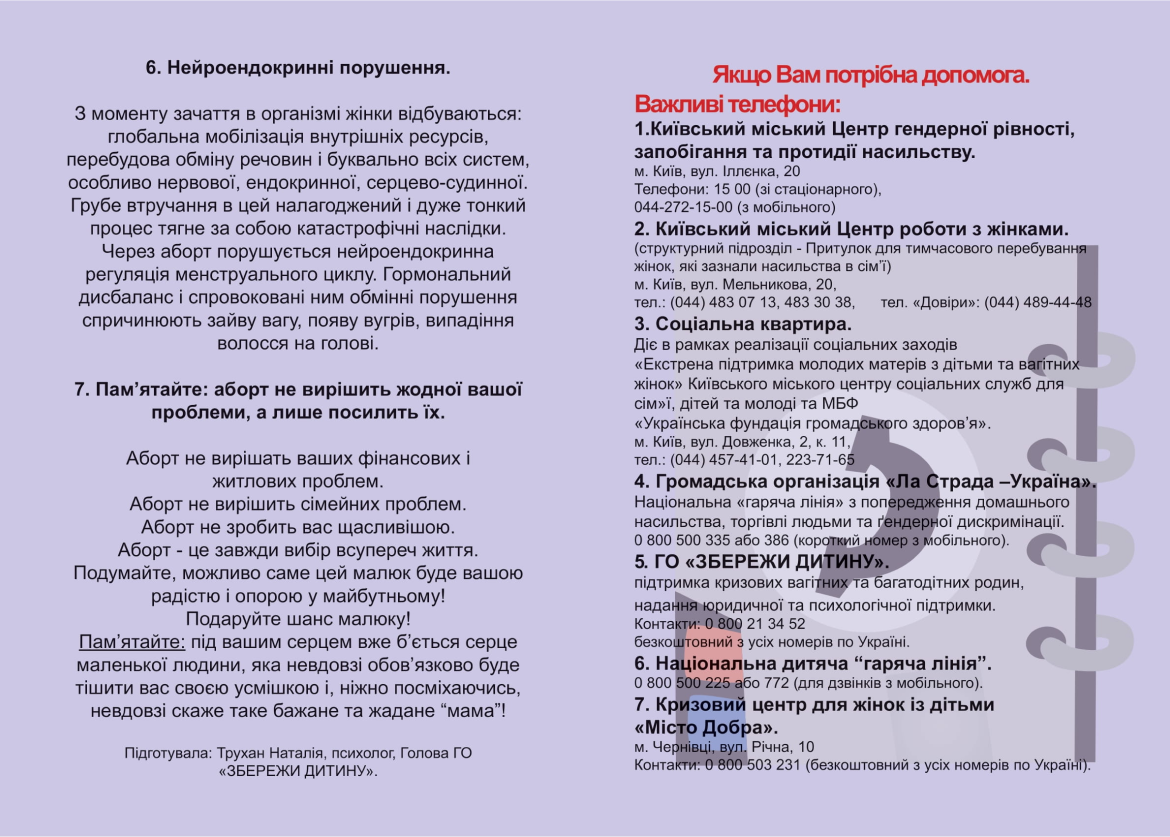 6. Нейроендокринні порушення.
З моменту зачаття в організмі жінки відбуваються:
глобальна мобілізація внутрішніх ресурсів,
перебудова обміну речовин і буквально всіх систем,
особливо нервової, ендокринної, серцево-судинної.
Грубе втручання в цей налагоджений і дуже тонкий
процес тягне за собою катастрофічні наслідки.
Через аборт порушується нейроендокринна
регуляція менструального циклу. Гормональний
дисбаланс і спровоковані ним обмінні порушення
спричинюють зайву вагу, появу вугрів, випадіння
волосся на голові.
7. Пам’ятайте: аборт не вирішить жодної вашої
проблеми, а лише посилить їх.
Аборт не вирішать ваших фінансових і
житлових проблем.
Аборт не вирішить сімейних проблем.
Аборт не зробить вас щасливішою.
Аборт - це завжди вибір всупереч життя.
Подумайте, можливо саме цей малюк буде вашою
радістю і опорою у майбутньому!
Подаруйте шанс малюку!
Пам’ятайте: під вашим серцем вже б’ється серце
маленької людини, яка невдовзі обов’язково буде
тішити вас своєю усмішкою і, ніжно посміхаючись,
невдовзі скаже таке бажане та жадане “мама”!
Підготувала: Трухан Наталія, психолог, Голова ГО
«ЗБЕРЕЖИ ДИТИНУ».
Якщо Вам потрібна допомога.
Важливі телефони:
1.Київський міський Центр гендерної рівності,
запобігання та протидії насильству.
м. Київ, вул. Іллєнка, 20
Телефони: 15 00 (зі стаціонарного),
044-272-15-00 (з мобільного)
2. Київський міський Центр роботи з жінками.
(структурний підрозділ - Притулок для тимчасового перебування
жінок, які зазнали насильства в сім’ї)
м. Київ, вул. Мельникова, 20,
тел.: (044) 483 07 13, 483 30 38, тел. «Довіри»: (044) 489-44-48
3. Соціальна квартира.
Діє в рамках реалізації соціальних заходів
«Екстрена підтримка молодих матерів з дітьми та вагітних
жінок» Київського міського центру соціальних служб для
сім»ї, дітей та молоді та МБФ
«Українська фундація громадського здоров’я».
м. Київ, вул. Довженка, 2, к. 11,
тел.: (044) 457-41-01, 223-71-65
4. Громадська організація «Ла Страда –Україна».
Національна «гаряча лінія» з попередження домашнього
насильства, торгівлі людьми та ґендерної дискримінації.
0 800 500 335 або 386 (короткий номер з мобільного).
5. ГО «ЗБЕРЕЖИ ДИТИНУ».
підтримка кризових вагітних та багатодітних родин,
надання юридичної та психологічної підтримки.
Контакти: 0 800 21 34 52
безкоштовний з усіх номерів по Україні.
6. Національна дитяча “гаряча лінія”.
0 800 500 225 або 772 (для дзвінків з мобільного).
7. Кризовий центр для жінок із дітьми
«Місто Добра».
м. Чернівці, вул. Річна, 10
Контакти: 0 800 503 231 (безкоштовний з усіх номерів по Україні).